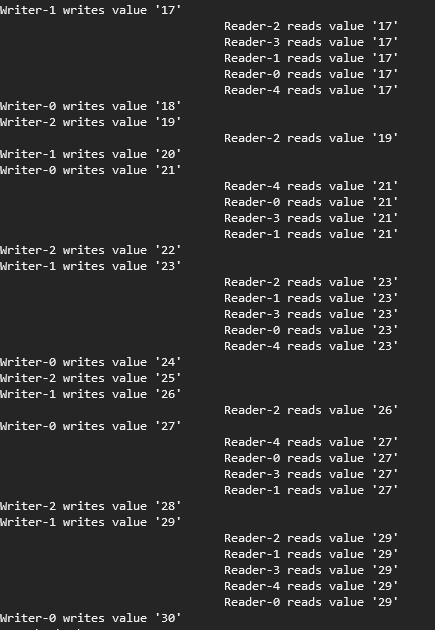 Writer-1 writes value '17'
Reader-2 reads value '17'
Reader-3 reads value '17'
Reader-1 reads value '17'
Reader-0 reads value '17'
Reader-4 reads value '17'
Writer-0 writes value '18'
Writer-2 writes value '19'
Reader-2 reads value '19'
Writer-1 writes value '20'
Writer-0 writes value '21'
Reader-4 reads value '21'
Reader-0 reads value '21'
Reader-3 reads value '21'
Reader-1 reads value '21'
Writer-2 writes value '22'
Writer-1 writes value '23'
Reader-2 reads value '23'
Reader-1 reads value '23'
Reader-3 reads value '23'
Reader-0 reads value '23'
Reader-4 reads value '23'
Writer-0 writes value '24'
Writer-2 writes value '25'
Writer-1 writes value '26'
Reader-2 reads value '26'
Writer-0 writes value '27'
Reader-4 reads value '27'
Reader-0 reads value '27'
Reader-3 reads value '27'
Reader-1 reads value '27'
Writer-2 writes value '28'
Writer-1 writes value '29'
Reader-2 reads value '29'
Reader-1 reads value '29'
Reader-3 reads value '29'
Reader-4 reads value '29'
Reader-0 reads value '29'
Writer-0 writes value '30'